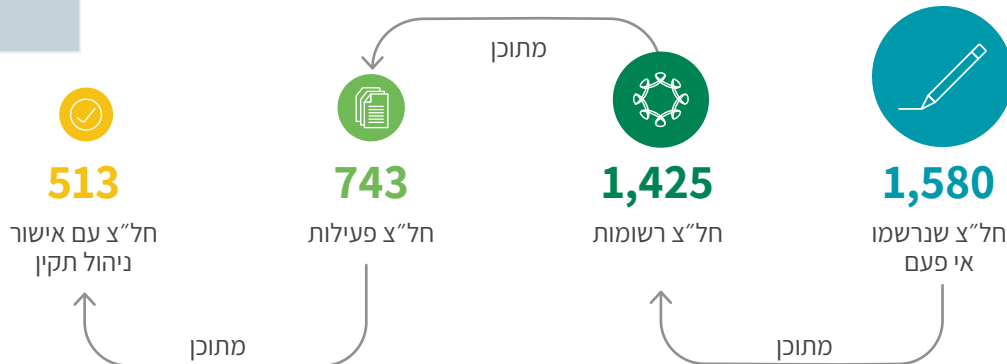 1,580
חל״צ שנרשמו
אי פעם
מתוכן
1,425
חל״צ רשומות
מתוכן
743
חל״צ פעילות
מתוכן
513
חל״צ עם אישור
ניהול תקין